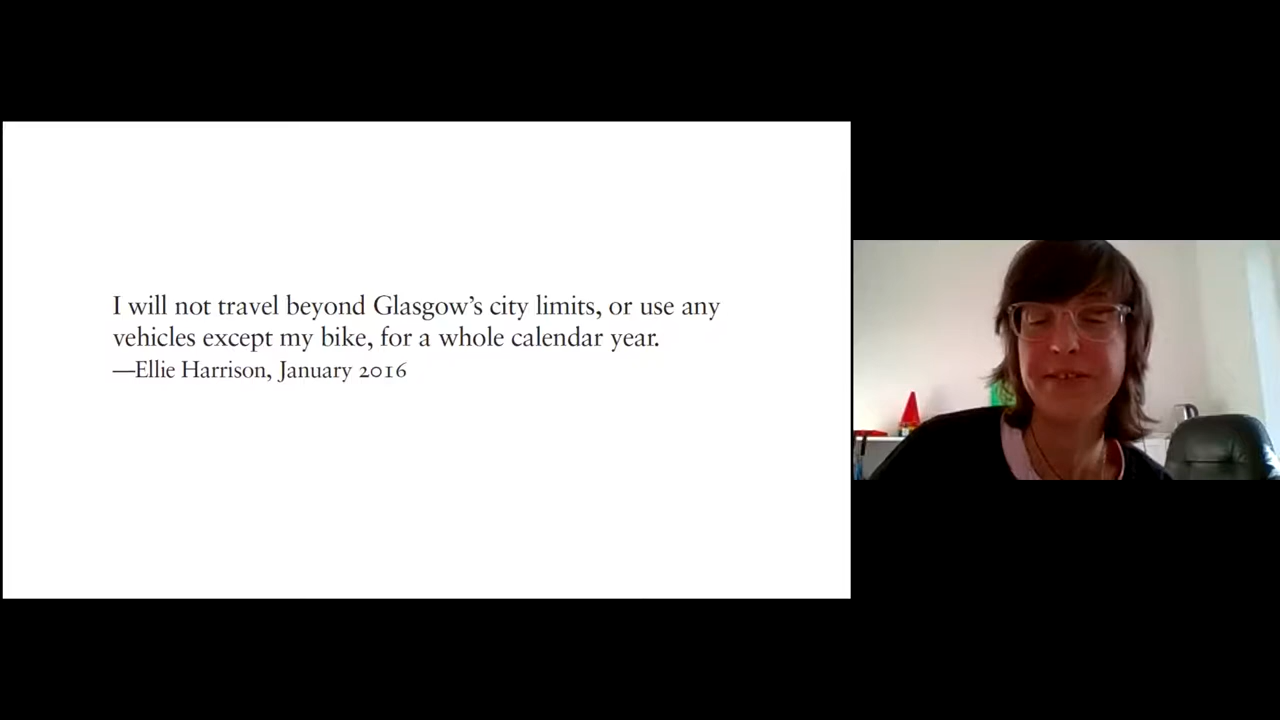 I will not travel beyond Glasgow’s city limits, or use any
vehicles except my bike, for a whole calendar year.
—Ellie Harrison, January 2016